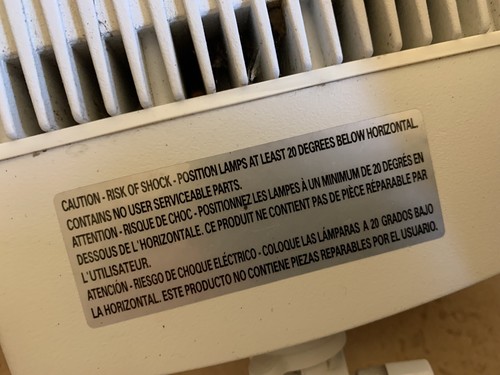 CAUTION - RISK OF SHOCK - POSITION LAMPS AT LEAST 20 DEGREES BELOW HORIZONTAL.
CONTAINS NO USER SERVICEABLE PARTS.
ATTENTION - RISQUE DE CHOC - POSITIONNEZ LES LAMPES À UN MINIMUM DE 20 DEGRÉS EN
DESSOUS DE L'HORIZONTALE. CE PRODUIT NE CONTIENT PAS DE PIÈCE RÉPARABLE PAR
L'UTILISATEUR.
ATENCIÓN - RIESGO DE CHOQUE ELÉCTRICO - COLOQUE LAS LÁMPARAS A 20 GRADOS BAJO
LA HORIZONTAL. ESTE PRODUCTO NO CONTIENE PIEZAS REPARABLES POR EL USUARIO.